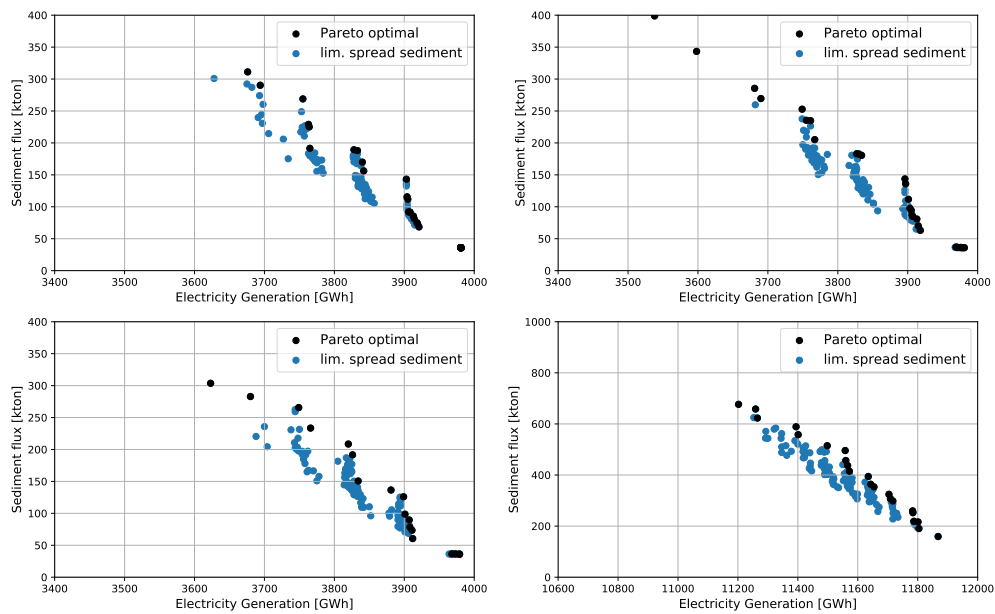 400
350
300
250
200
150
100
50
0
Sediment flux [kton]
Pareto optimal
lim. spread sediment
3400 3500 3600 3700 3800 3900 4000
Electricity Generation [GWh]
400
350
300
250
200
150
100
50
0
Sediment flux [kton]
Pareto optimal
lim. spread sediment
3400 3500 3600 3700 3800 3900 4000
Electricity Generation [GWh]
400
350
300
250
200
150
100
50
0
Sediment flux [kton]
Pareto optimal
lim. spread sediment
3400 3500 3600 3700 3800 3900 4000
Electricity Generation [GWh]
1000
800
600
400
200
0
Sediment flux [kton]
Pareto optimal
lim. spread sediment
10600 10800 11000 11200 11400 11600 11800 12000
Electricity Generation [GWh]